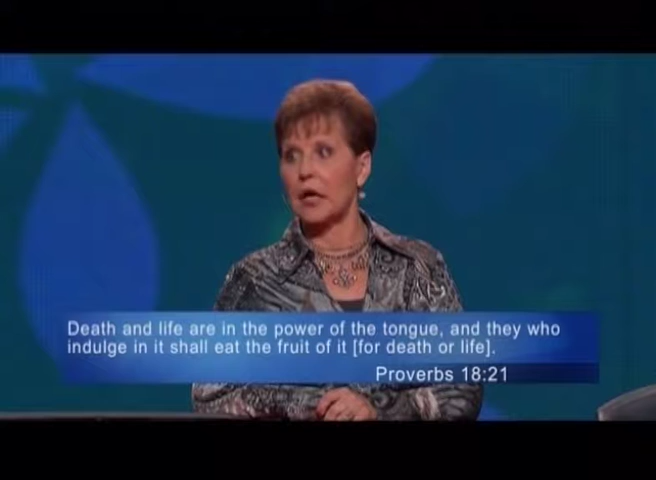 Death and life are in the power of the tongue, and they who
indulge in it shall eat the fruit of it [for death or life].
Proverbs 18:21